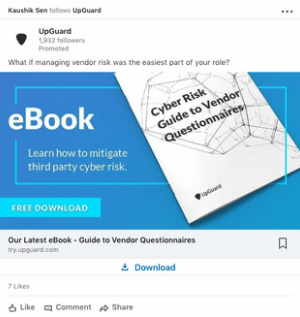 Kaushik Sen follows UpGuard
UpGuard
1,932 followers
Promoted
What if managing vendor risk was the easiest part of your role?
eBook
Learn how to mitigate
third party cyber risk.
FREE DOWNLOAD
Cyber Risk
Guide to Vendor
Questionnaires
UpGuard
Our Latest eBook - Guide to Vendor Questionnaires
try.upguard.com
Download
7 Likes
Like Comment Share